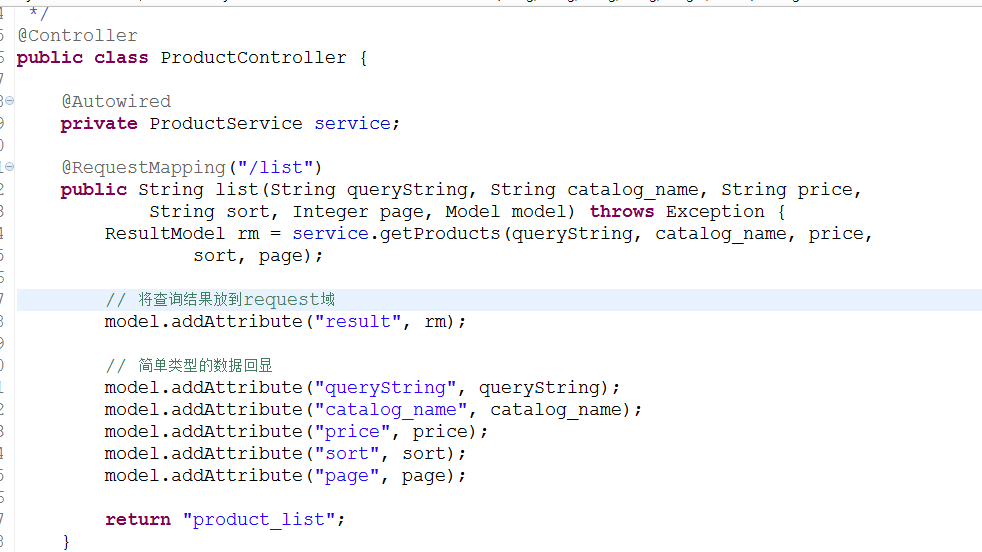 */
@Controller
public class ProductController {
@Autowired
private ProductService service;
@RequestMapping("/list")
public String list(String queryString, String catalog_name, String price,
String sort, Integer page, Model model) throws Exception {
ResultModel rm = service.getProducts(queryString, catalog_name, price,
sort, page);
// 将查询结果放到request域
model.addAttribute("result", rm);
// 简单类型的数据回显
model.addAttribute("queryString", queryString);
model.addAttribute("catalog_name", catalog_name);
model.addAttribute("price", price);
model.addAttribute("sort", sort);
model.addAttribute("page", page);
return "product_list";
}